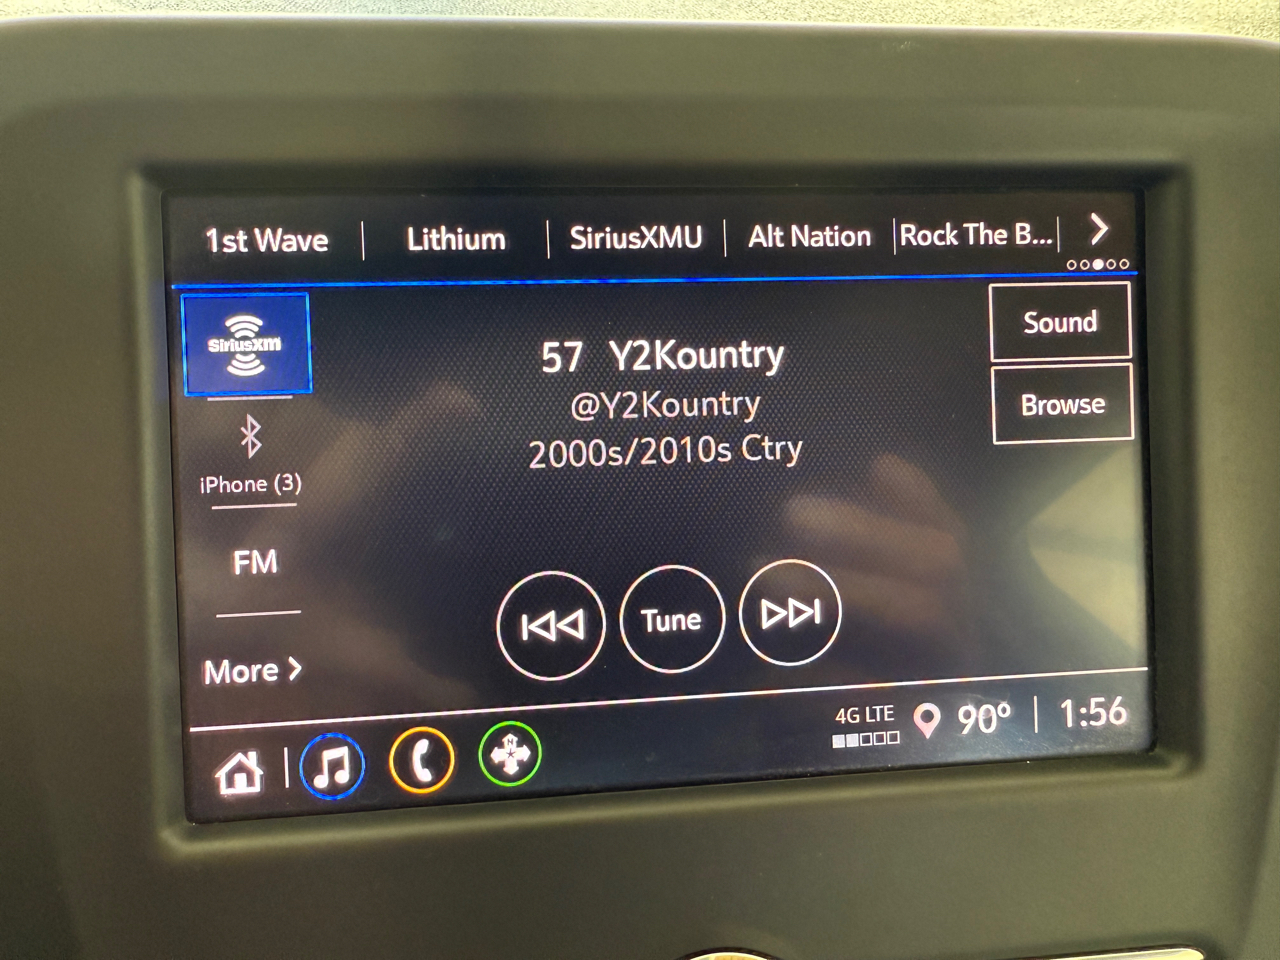 1st Wave
Lithium
SiriusXMU
Alt Nation
Rock The B...
SiriusXM
57 Y2Kountry
@Y2Kountry
2000s/2010s Ctry
Sound
Browse
iPhone (3)
FM
More
Tune
4G LTE
90°
1:56